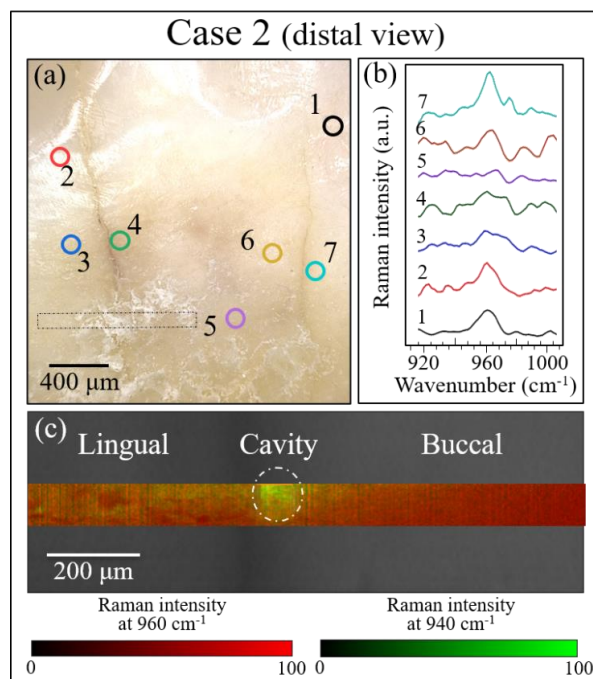 Case 2 (distal view)
(a)
1
2
3
4
5
6
7
400 μm
(b)
Raman intensity (a.u.)
7
6
5
4
3
2
1
920 960 1000
Wavenumber (cm-1)
(c)
Lingual Cavity Buccal
200 μm
Raman intensity
at 960 cm-1
0 100
Raman intensity
at 940 cm-1
0 100